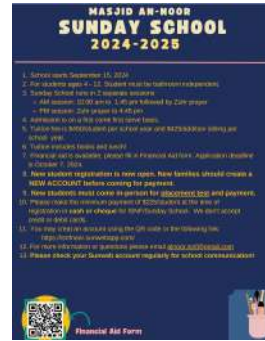 MASJID AN-NOOR
SUNDAY SCHOOL
2024-2025
1. School starts September 15, 2024
2. For students ages 4 - 12. Student must be bathroom independent.
3. Sunday School runs in 2 separate sessions
AM session: 10:00 am to 1:45 pm followed by Zuhr prayer
PM session: Zuhr prayer to 4:45 pm
4. Admission is on a first come first serve basis.
5. Tuition fee is $450/student per school year and $425/addition sibling per
school year.
6. Tuition includes books and lunch!
7. Financial aid is available, please fill in Financial Aid form. Application deadline
is October 7, 2024.
8. New student registration is now open. New families should create a
NEW ACCOUNT before coming for payment.
9. New students must come in-person for placement test and payment.
10. Please make the minimum payment of $225/student at the time of
registration in cash or cheque for Sunday School. We don't accept
credit or debit cards.
11. You may creat an account using the QR code or the following link:
12. For more information or questions please email
13. Please check your Sunweb account regularly for school communication!
Financial Aid Form